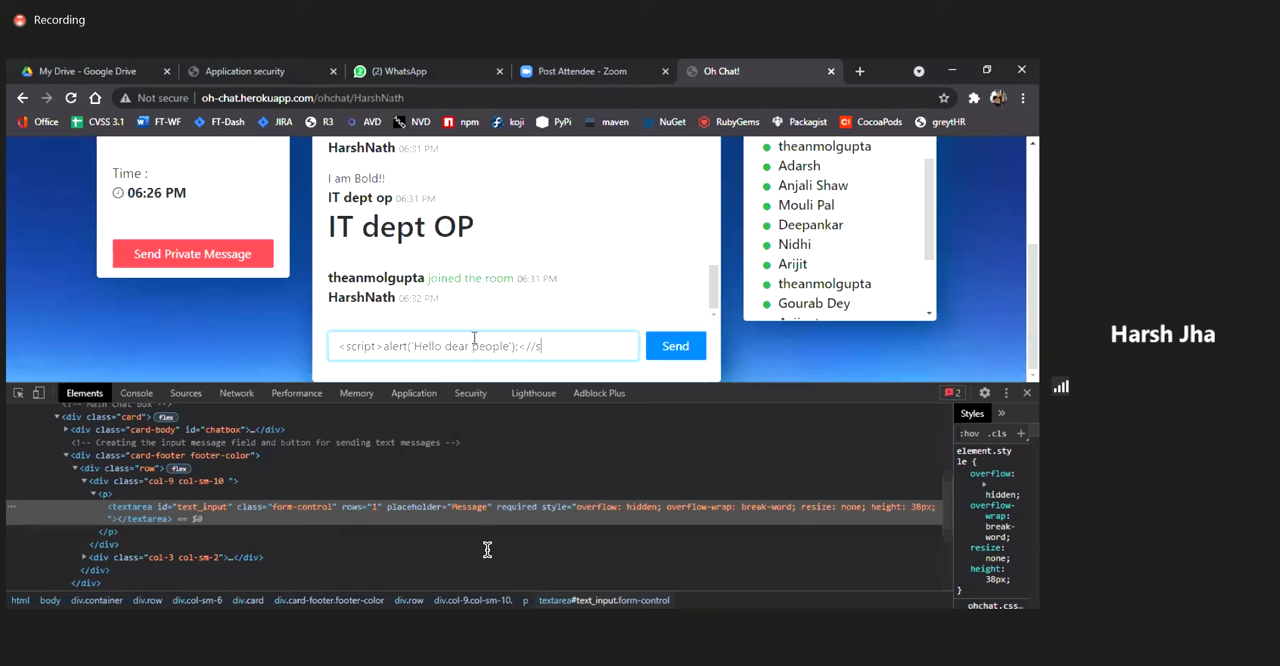 Recording
My Drive - Google Drive
Application security
(2) WhatsApp
Post Attendee - Zoom
Oh Chat!
Not secure
oh-chat.herokuapp.com/ohchat/HarshNath
Office CVSS 3.1 FT-WF FT-Dash JIRA R3 AVD NVD npm koji PyPi maven NuGet RubyGems Packagist CocoaPods greytHR
Time :
06:26 PM
Send Private Message
HarshNath 06:31 PM
I am Bold!!
IT dept op 06:31 PM
IT dept OP
theanmolgupta joined the room 06:31 PM
HarshNath 06:32 PM
<script>alert('Hello dear people');<//s
Send
theanmolgupta
Adarsh
Anjali Shaw
Mouli Pal
Deepankar
Nidhi
Arijit
theanmolgupta
Gourab Dey
Harsh Jha
Elements Console Sources Network Performance Memory Application Security Lighthouse Adblock Plus
2
<div class="card"> flex
<div class="card-body" id="chatbox">…</div>
<!-- Creating the input message field and button for sending text messages -->
<div class="card-footer footer-color">
<div class="row"> flex
<div class="col-9 col-sm-10 ">
<p>
<textarea id="text_input" class="form-control" rows="1" placeholder="Message" required style="overflow: hidden; overflow-wrap: break-word; resize: none; height: 38px;
"></textarea> == $0
</p>
</div>
<div class="col-3 col-sm-2">…</div>
</div>
</div>
html body div.container div.row div.col-sm-6 div.card div.card-footer.footer-color div.row div.col-9.col-sm-10. p textarea#text_input.form-control
Styles
:hov .cls
element.sty
le {
overflow:
hidden;
overflow-
wrap:
break-
word;
resize:
none;
height:
38px;
}
ohchat.css…